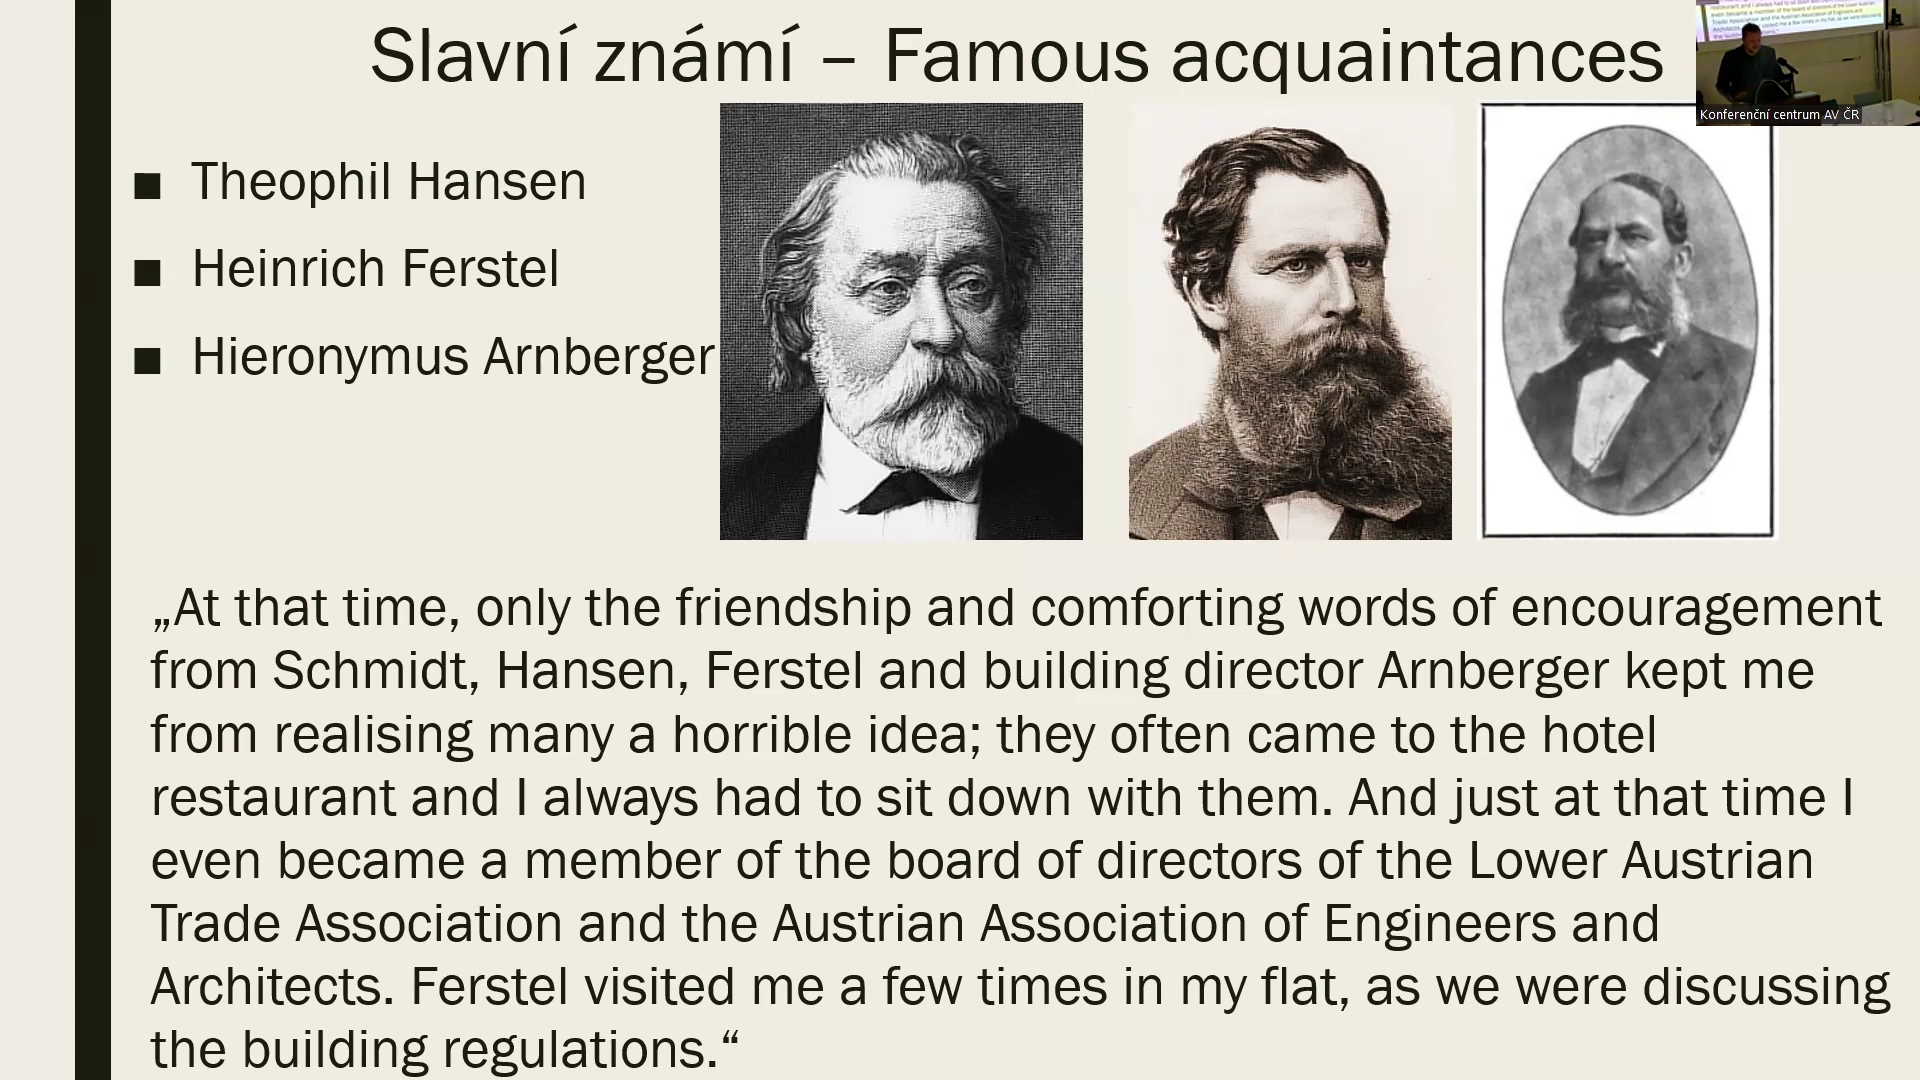 Slavní známí – Famous acquaintances
Konferenční centrum AV ČR
■ Theophil Hansen
■ Heinrich Ferstel
■ Hieronymus Arnberger
„At that time, only the friendship and comforting words of encouragement
from Schmidt, Hansen, Ferstel and building director Arnberger kept me
from realising many a horrible idea; they often came to the hotel
restaurant and I always had to sit down with them. And just at that time I
even became a member of the board of directors of the Lower Austrian
Trade Association and the Austrian Association of Engineers and
Architects. Ferstel visited me a few times in my flat, as we were discussing
the building regulations.“